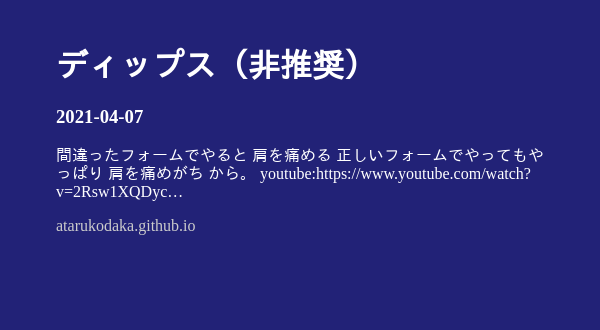 ディップス（非推奨）
2021-04-07
間違ったフォームでやると 肩を痛める 正しいフォームでやってもや
っぱり 肩を痛めがち から。 youtube:https://www.youtube.com/watch?
v=2Rsw1XQDyc…
atarukodaka.github.io